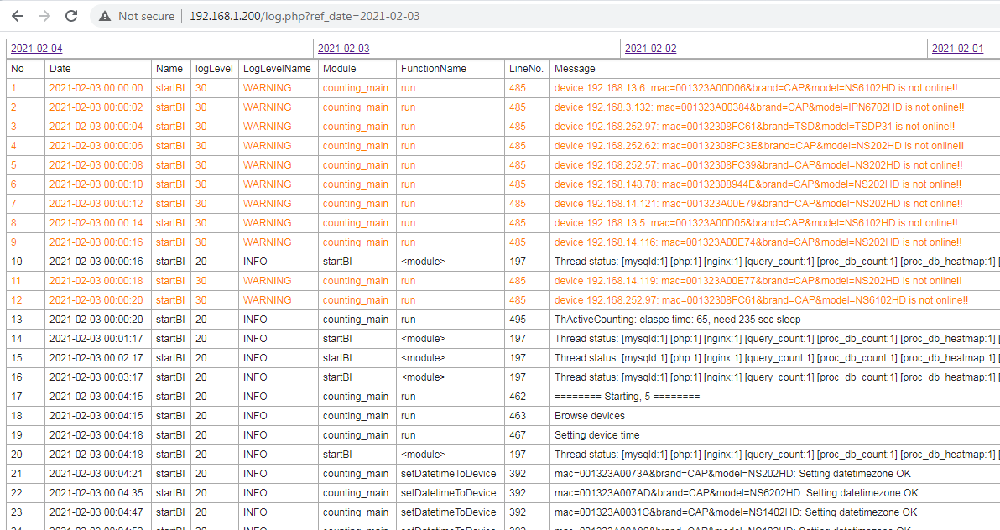 Not secure | 192.168.1.200/log.php?ref_date=2021-02-03
2021-02-04 2021-02-03 2021-02-02 2021-02-01
No Date Name logLevel LogLevelName Module FunctionName LineNo. Message
1 2021-02-03 00:00:00 startBI 30 WARNING counting_main run 485 device 192.168.13.6: mac=001323A00D06&brand=CAP&model=NS6102HD is not online!!
2 2021-02-03 00:00:02 startBI 30 WARNING counting_main run 485 device 192.168.3.132: mac=001323A00384&brand=CAP&model=IPN6702HD is not online!!
3 2021-02-03 00:00:04 startBI 30 WARNING counting_main run 485 device 192.168.252.97: mac=00132308FC61&brand=TSD&model=TSDP31 is not online!!
4 2021-02-03 00:00:06 startBI 30 WARNING counting_main run 485 device 192.168.252.62: mac=00132308FC3E&brand=CAP&model=NS202HD is not online!!
5 2021-02-03 00:00:08 startBI 30 WARNING counting_main run 485 device 192.168.252.57: mac=00132308FC39&brand=CAP&model=NS202HD is not online!!
6 2021-02-03 00:00:10 startBI 30 WARNING counting_main run 485 device 192.168.148.78: mac=00132308944E&brand=CAP&model=NS202HD is not online!!
7 2021-02-03 00:00:12 startBI 30 WARNING counting_main run 485 device 192.168.14.121: mac=001323A00E79&brand=CAP&model=NS202HD is not online!!
8 2021-02-03 00:00:14 startBI 30 WARNING counting_main run 485 device 192.168.13.5: mac=001323A00D05&brand=CAP&model=NS6102HD is not online!!
9 2021-02-03 00:00:16 startBI 30 WARNING counting_main run 485 device 192.168.14.116: mac=001323A00E74&brand=CAP&model=NS202HD is not online!!
10 2021-02-03 00:00:16 startBI 20 INFO startBI <module> 197 Thread status: [mysqld:1] [php:1] [nginx:1] [query_count:1] [proc_db_count:1] [proc_db_heatmap:1] [
11 2021-02-03 00:00:18 startBI 30 WARNING counting_main run 485 device 192.168.14.119: mac=001323A00E77&brand=CAP&model=NS202HD is not online!!
12 2021-02-03 00:00:20 startBI 30 WARNING counting_main run 485 device 192.168.252.97: mac=00132308FC61&brand=CAP&model=NS6102HD is not online!!
13 2021-02-03 00:00:20 startBI 20 INFO counting_main run 495 ThActiveCounting: elaspe time: 65, need 235 sec sleep
14 2021-02-03 00:01:17 startBI 20 INFO startBI <module> 197 Thread status: [mysqld:1] [php:1] [nginx:1] [query_count:1] [proc_db_count:1] [proc_db_heatmap:1] [
15 2021-02-03 00:02:17 startBI 20 INFO startBI <module> 197 Thread status: [mysqld:1] [php:1] [nginx:1] [query_count:1] [proc_db_count:1] [proc_db_heatmap:1] [
16 2021-02-03 00:03:17 startBI 20 INFO startBI <module> 197 Thread status: [mysqld:1] [php:1] [nginx:1] [query_count:1] [proc_db_count:1] [proc_db_heatmap:1] [
17 2021-02-03 00:04:15 startBI 20 INFO counting_main run 462 ======== Starting, 5 ========
18 2021-02-03 00:04:15 startBI 20 INFO counting_main run 463 Browse devices
19 2021-02-03 00:04:18 startBI 20 INFO counting_main run 467 Setting device time
20 2021-02-03 00:04:18 startBI 20 INFO startBI <module> 197 Thread status: [mysqld:1] [php:1] [nginx:1] [query_count:1] [proc_db_count:1] [proc_db_heatmap:1] [
21 2021-02-03 00:04:21 startBI 20 INFO counting_main setDatetimeToDevice 392 mac=001323A0073A&brand=CAP&model=NS202HD: Setting datetimezone OK
22 2021-02-03 00:04:35 startBI 20 INFO counting_main setDatetimeToDevice 392 mac=001323A007AD&brand=CAP&model=NS6202HD: Setting datetimezone OK
23 2021-02-03 00:04:47 startBI 20 INFO counting_main setDatetimeToDevice 392 mac=001323A0031C&brand=CAP&model=NS1402HD: Setting datetimezone OK